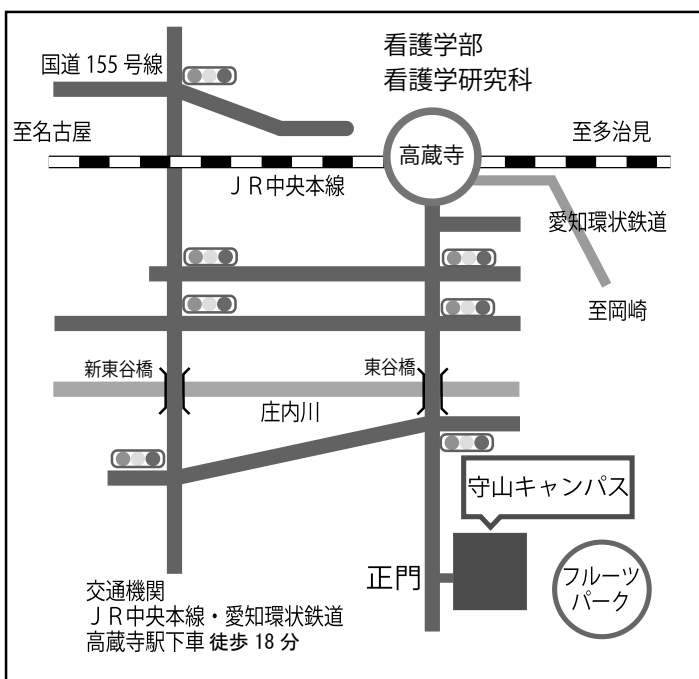 看護学部
看護学研究科
国道 155 号線
至名古屋
高蔵寺
至多治見
ＪＲ中央本線
愛知環状鉄道
至岡崎
新東谷橋
東谷橋
庄内川
守山キャンパス
正門
フルーツ
パーク
交通機関
ＪＲ中央本線・愛知環状鉄道
高蔵寺駅下車 徒歩 18 分